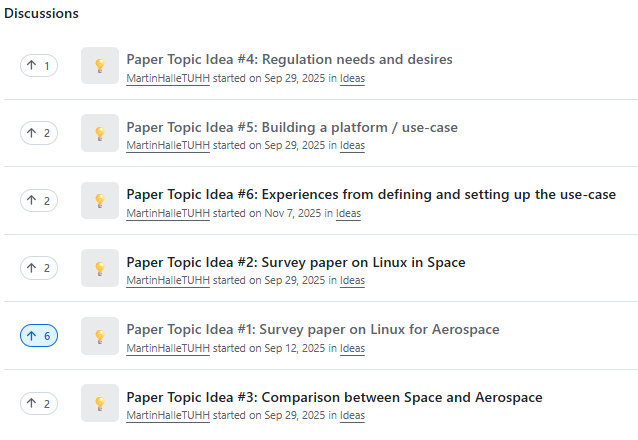 Discussions
1
Paper Topic Idea #4: Regulation needs and desires
MartinHalleTUHH started on Sep 29, 2025 in Ideas
2
Paper Topic Idea #5: Building a platform / use-case
MartinHalleTUHH started on Sep 29, 2025 in Ideas
2
Paper Topic Idea #6: Experiences from defining and setting up the use-case
MartinHalleTUHH started on Nov 7, 2025 in Ideas
2
Paper Topic Idea #2: Survey paper on Linux in Space
MartinHalleTUHH started on Sep 29, 2025 in Ideas
6
Paper Topic Idea #1: Survey paper on Linux for Aerospace
MartinHalleTUHH started on Sep 12, 2025 in Ideas
2
Paper Topic Idea #3: Comparison between Space and Aerospace
MartinHalleTUHH started on Sep 29, 2025 in Ideas